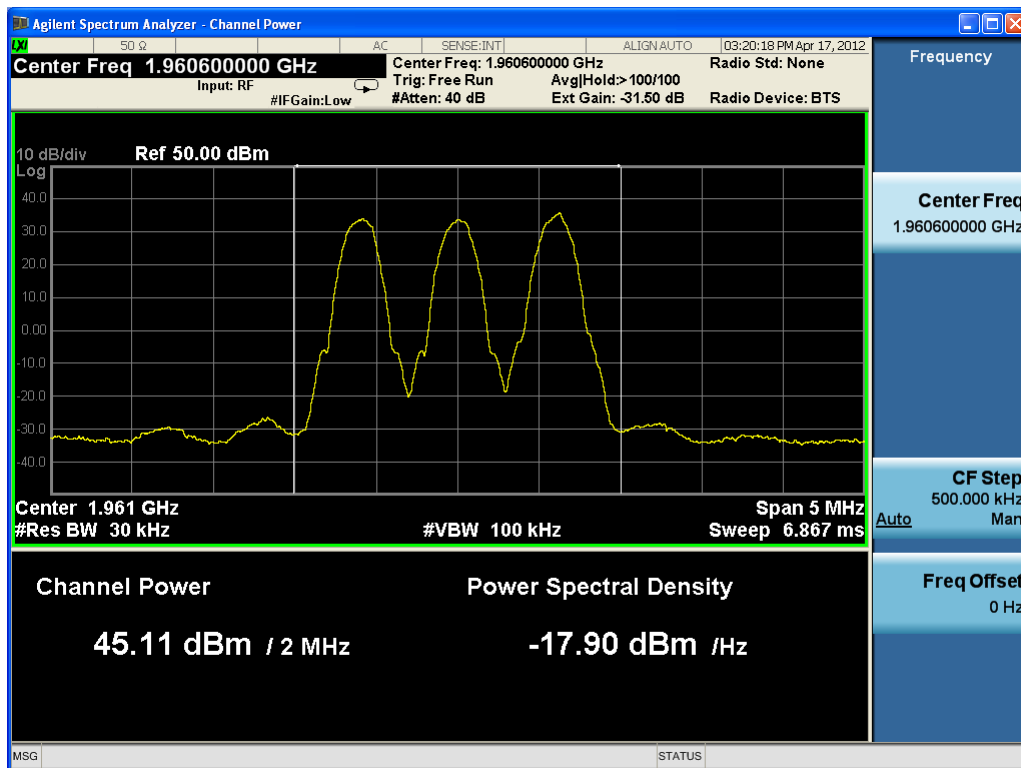 Agilent Spectrum Analyzer - Channel Power
LXI 50 Ω AC SENSE:INT ALIGN AUTO 03:20:18 PM Apr 17, 2012
Center Freq 1.960600000 GHz
Input: RF
#IFGain:Low
Center Freq: 1.960600000 GHz
Trig: Free Run Avg|Hold:>100/100
#Atten: 40 dB Ext Gain: -31.50 dB
Radio Std: None
Radio Device: BTS
Frequency
10 dB/div Ref 50.00 dBm
Log
40.0
30.0
20.0
10.0
0.00
-10.0
-20.0
-30.0
-40.0
Center 1.961 GHz Span 5 MHz
#Res BW 30 kHz #VBW 100 kHz Sweep 6.867 ms
Channel Power Power Spectral Density
45.11 dBm / 2 MHz -17.90 dBm /Hz
Center Freq
1.960600000 GHz
CF Step
500.000 kHz
Auto Man
Freq Offset
0 Hz
MSG STATUS